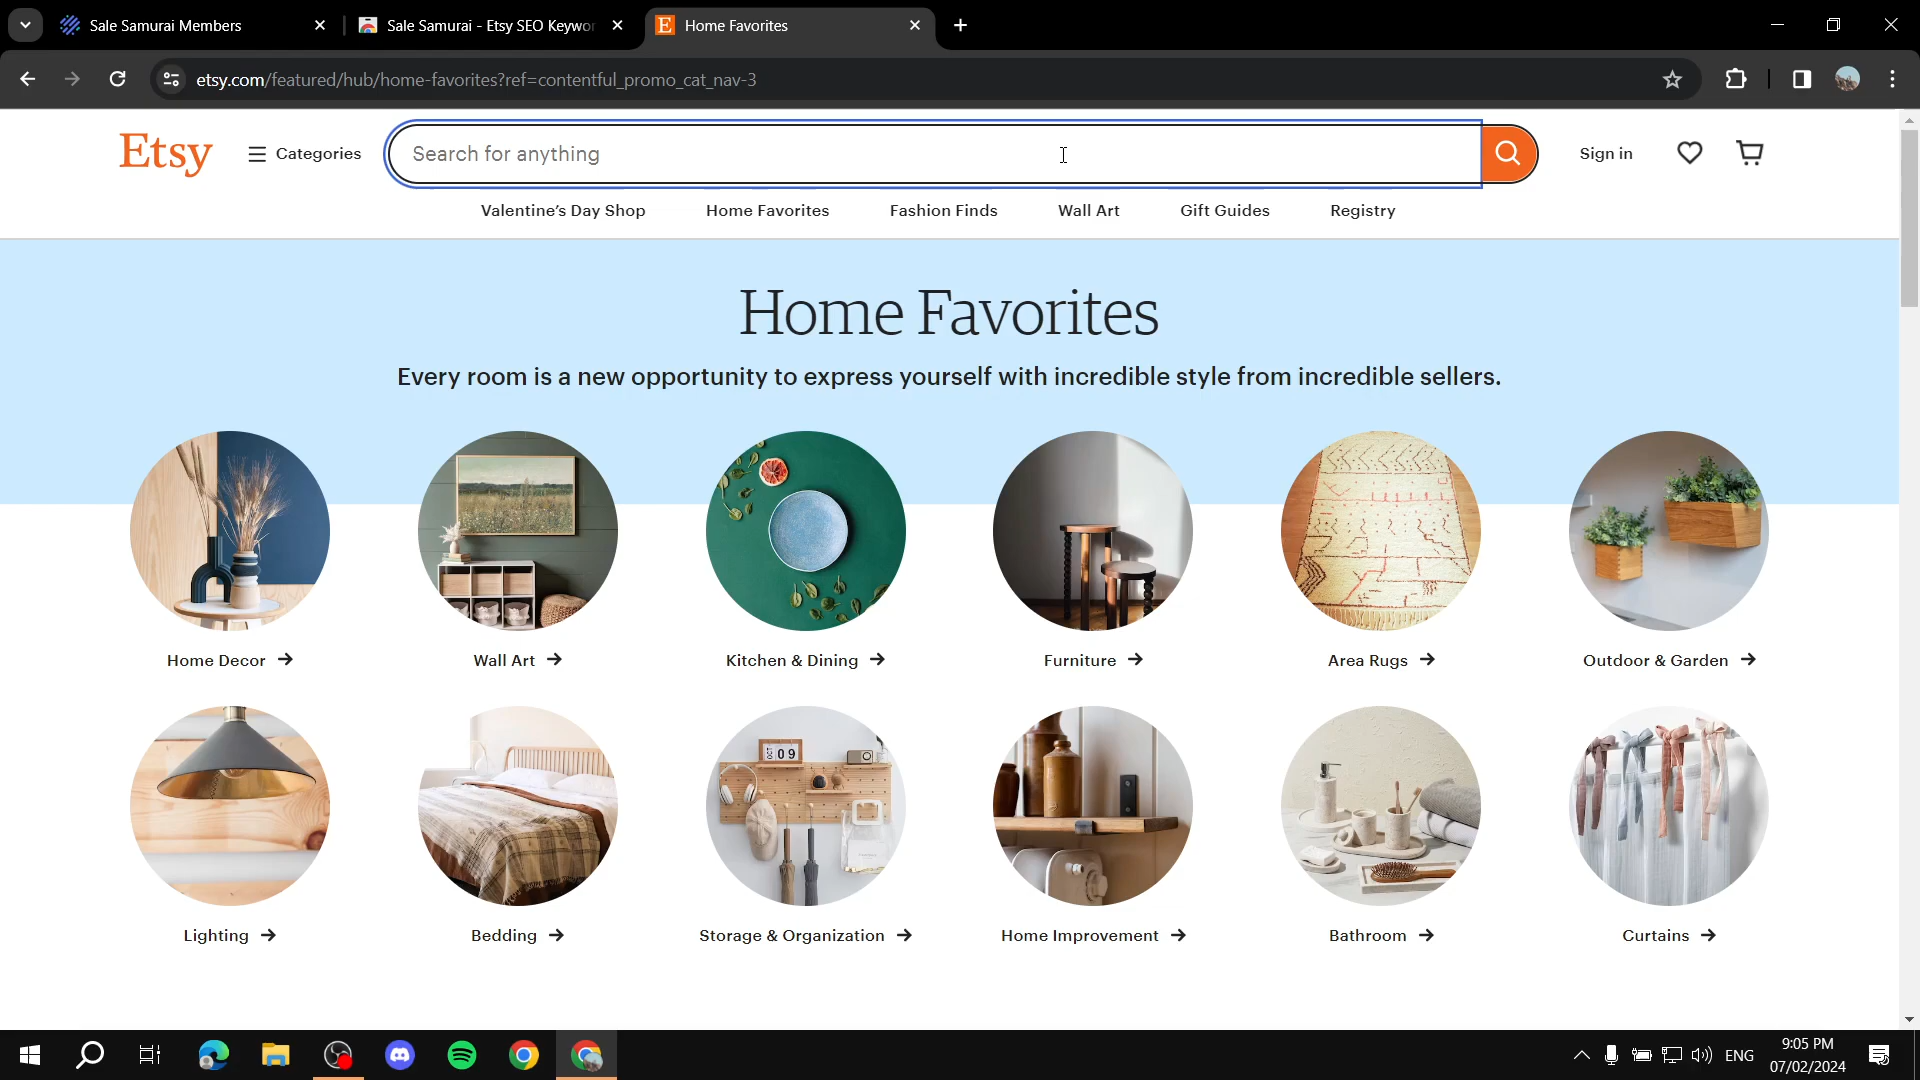 Sale Samurai Members
Sale Samurai - Etsy SEO Keywor
Home Favorites
etsy.com/featured/hub/home-favorites?ref=contentful_promo_cat_nav-3
Etsy
Categories
Search for anything
Sign in
Valentine’s Day Shop
Home Favorites
Fashion Finds
Wall Art
Gift Guides
Registry
Home Favorites
Every room is a new opportunity to express yourself with incredible style from incredible sellers.
Home Decor
Wall Art
Kitchen & Dining
Furniture
Area Rugs
Outdoor & Garden
OCT 09
Lighting
Bedding
Storage & Organization
Home Improvement
Bathroom
Curtains
ENG
9:05 PM
07/02/2024